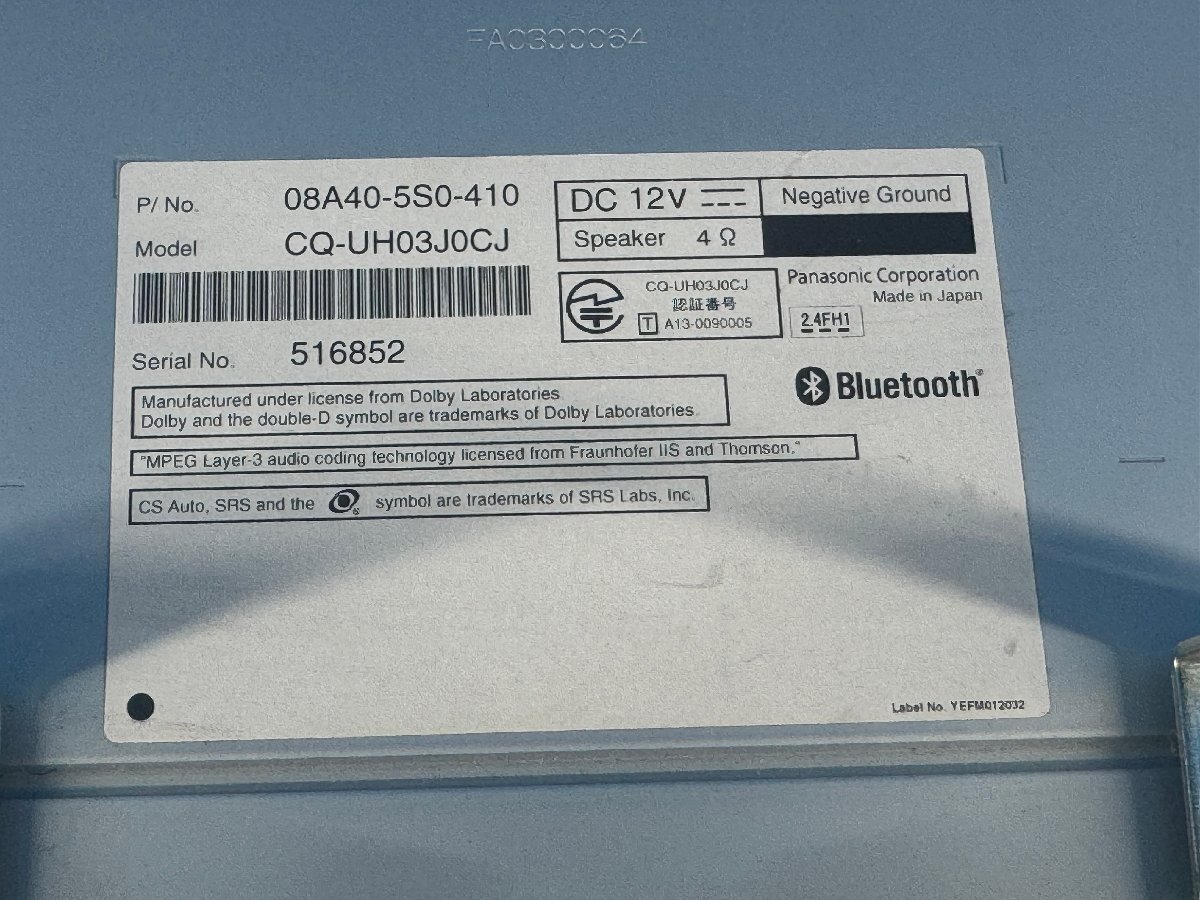 FA030C064
P/ No. 08A40-5S0-410
Model CQ-UH03J0CJ
Serial No. 516852
DC 12V
Negative Ground
Speaker 4 Ω
CQ-UH03J0CJ
認証番号
T A13-0090005
Panasonic Corporation
Made in Japan
2.4FH1
Bluetooth®
Manufactured under license from Dolby Laboratories.
Dolby and the double-D symbol are trademarks of Dolby Laboratories.
"MPEG Layer-3 audio coding technology licensed from Fraunhofer IIS and Thomson."
CS Auto, SRS and the ® symbol are trademarks of SRS Labs, Inc.
Label No. YEFM012032